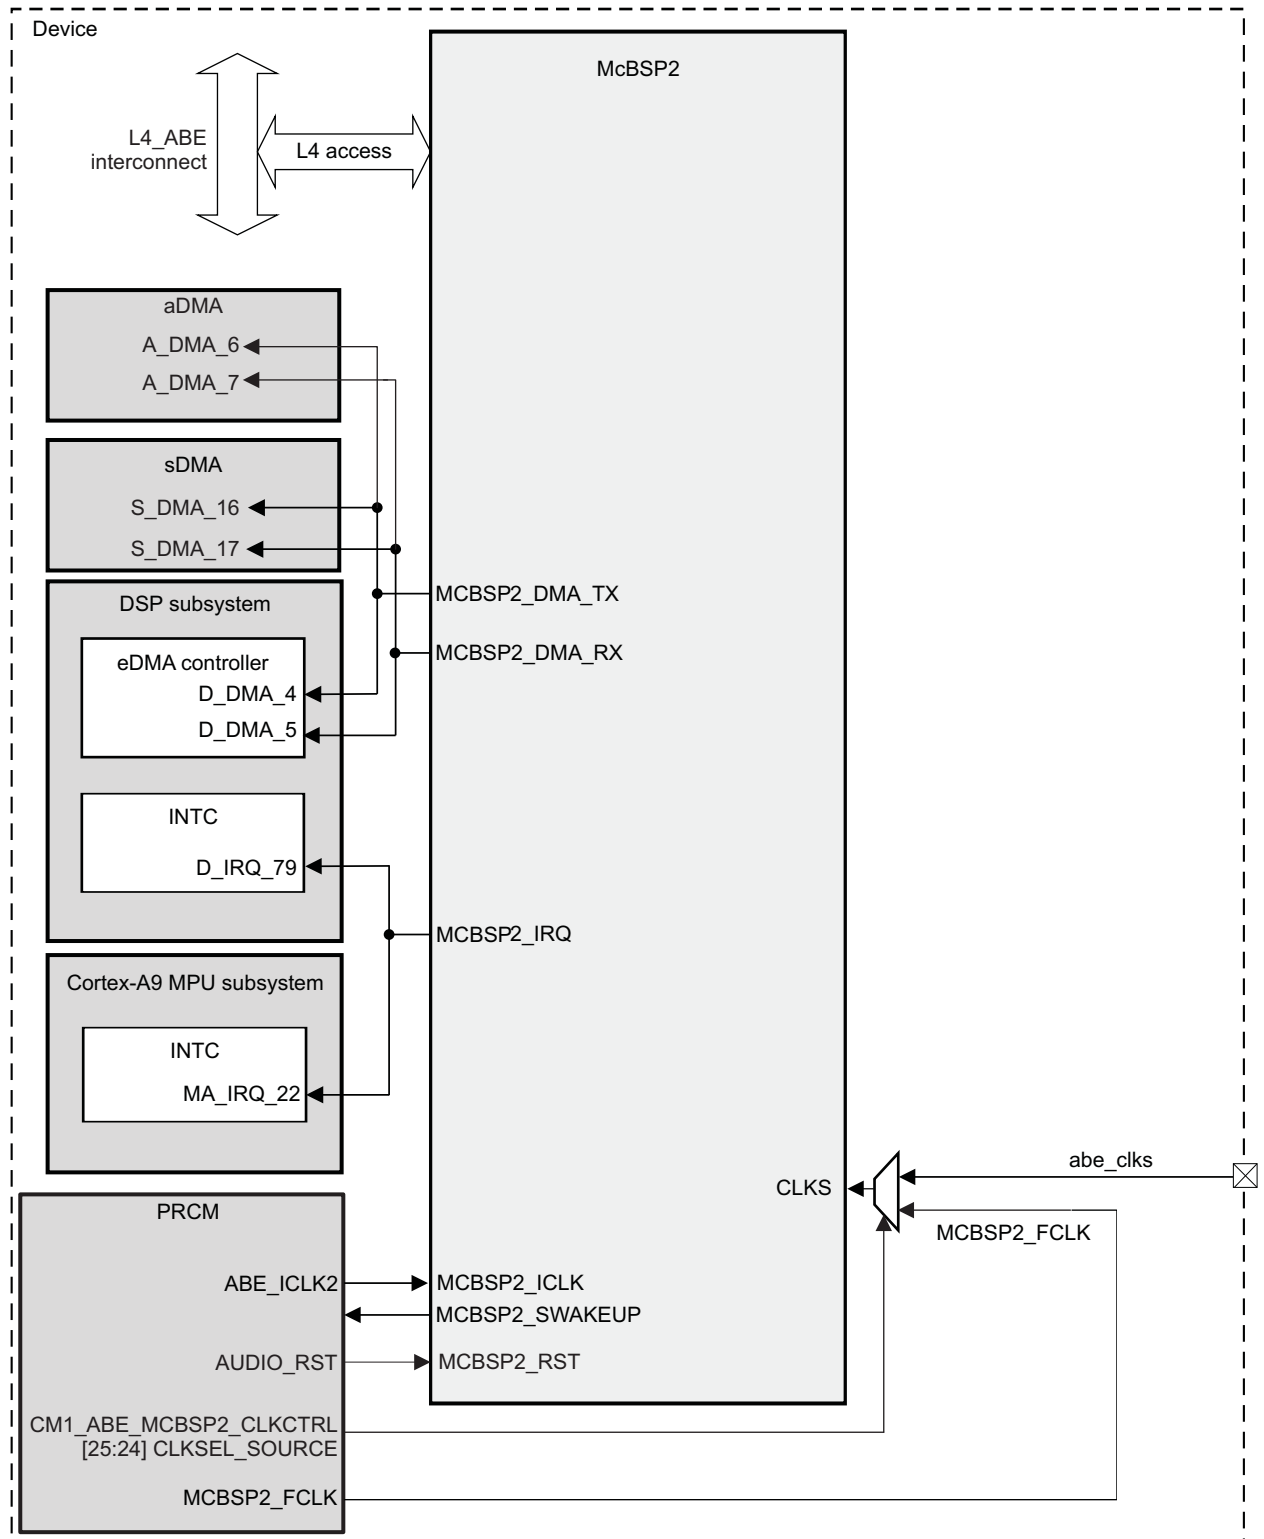 Device
McBSP2
L4_ABE
interconnect
L4 access
aDMA
A_DMA_6
A_DMA_7
sDMA
S_DMA_16
S_DMA_17
MCBSP2_DMA_TX
DSP subsystem
MCBSP2_DMA_RX
eDMA controller
D_DMA_4
D_DMA_5
INTC
D_IRQ_79
MCBSP2_IRQ
Cortex-A9 MPU subsystem
INTC
MA_IRQ_22
abe_clks
CLKS
MCBSP2_FCLK
PRCM
ABE_ICLK2
MCBSP2_ICLK
MCBSP2_SWAKEUP
AUDIO_RST
MCBSP2_RST
CM1_ABE_MCBSP2_CLKCTRL
[25:24] CLKSEL_SOURCE
MCBSP2_FCLK